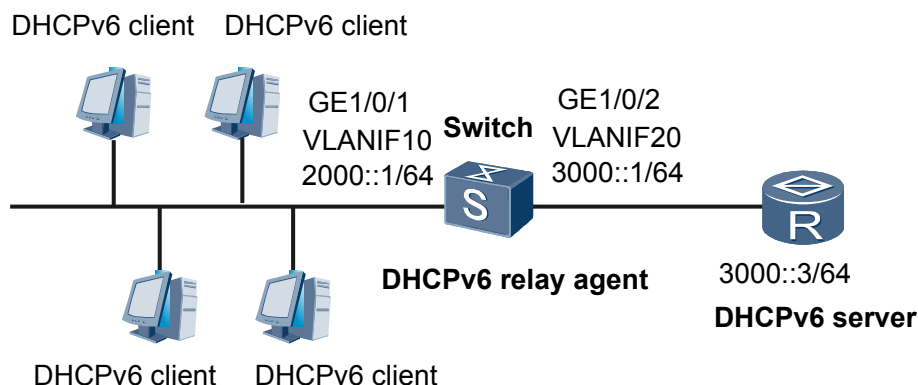 DHCPv6 client
DHCPv6 client
GE1/0/1
VLANIF10
2000::1/64
Switch
GE1/0/2
VLANIF20
3000::1/64
S
R
DHCPv6 relay agent
3000::3/64
DHCPv6 server
DHCPv6 client
DHCPv6 client